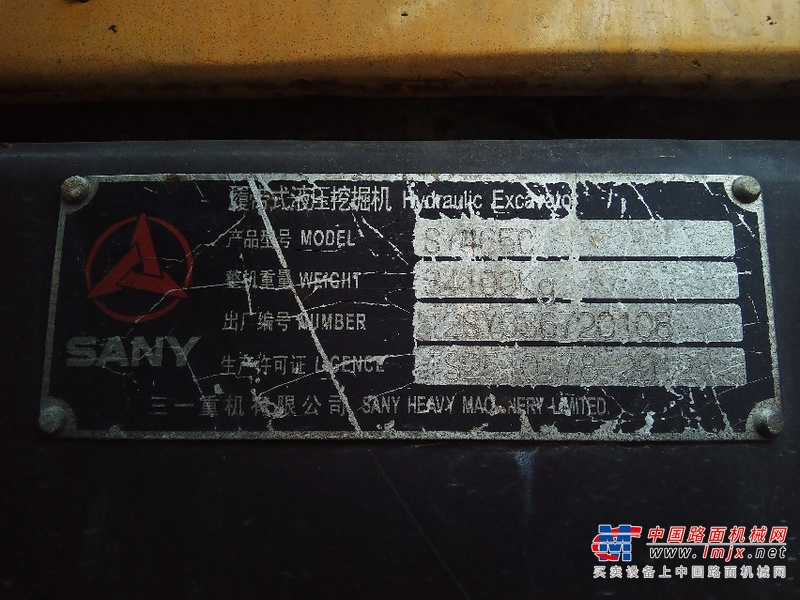 履带式液压挖掘机 Hydraulic Excavator
产品型号 MODEL
整机重量 WEIGHT Kg
出厂编号 NUMBER
生产许可证 LICENCE
SANY
三一重机有限公司 SANY HEAVY MACHINERY LIMITED.
中国路面机械网
www.lmjx.net
买卖设备上中国路面机械网